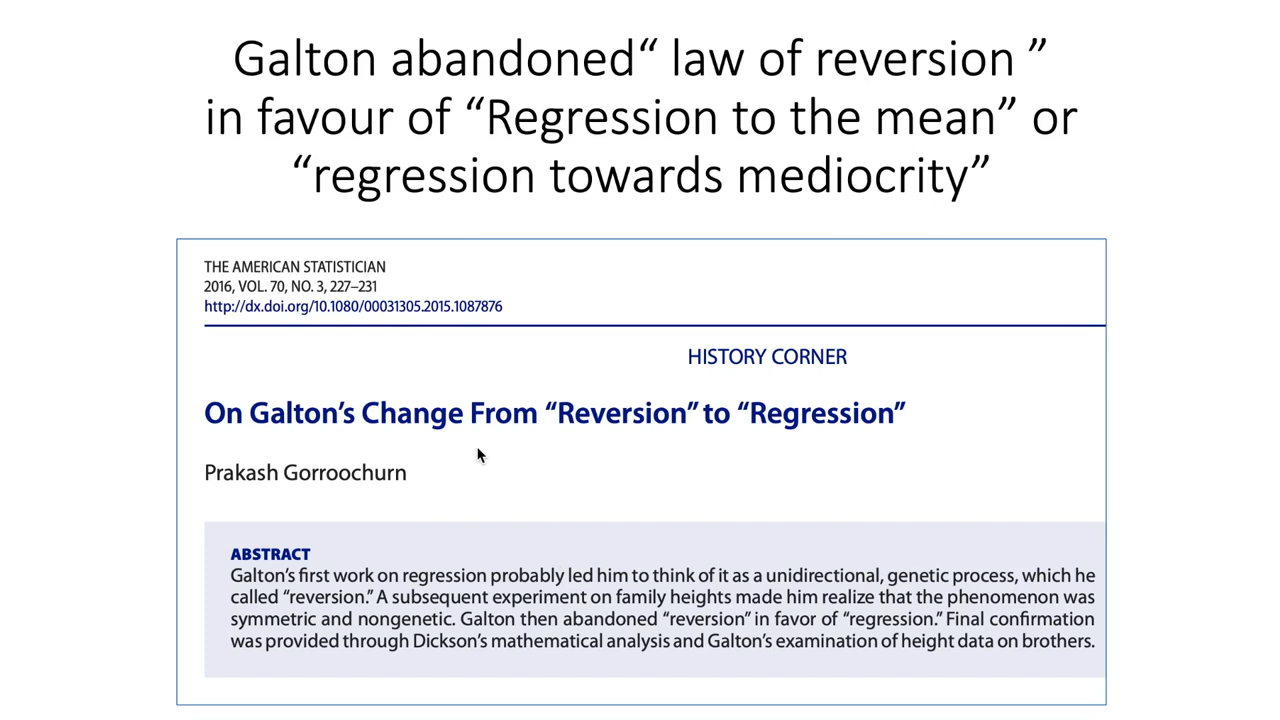 Galton abandoned“ law of reversion ”
in favour of “Regression to the mean” or
“regression towards mediocrity”
THE AMERICAN STATISTICIAN
2016, VOL. 70, NO. 3, 227–231
http://dx.doi.org/10.1080/00031305.2015.1087876
HISTORY CORNER
On Galton’s Change From “Reversion” to “Regression”
Prakash Gorroochurn
ABSTRACT
Galton’s first work on regression probably led him to think of it as a unidirectional, genetic process, which he
called “reversion.” A subsequent experiment on family heights made him realize that the phenomenon was
symmetric and nongenetic. Galton then abandoned “reversion” in favor of “regression.” Final confirmation
was provided through Dickson’s mathematical analysis and Galton’s examination of height data on brothers.